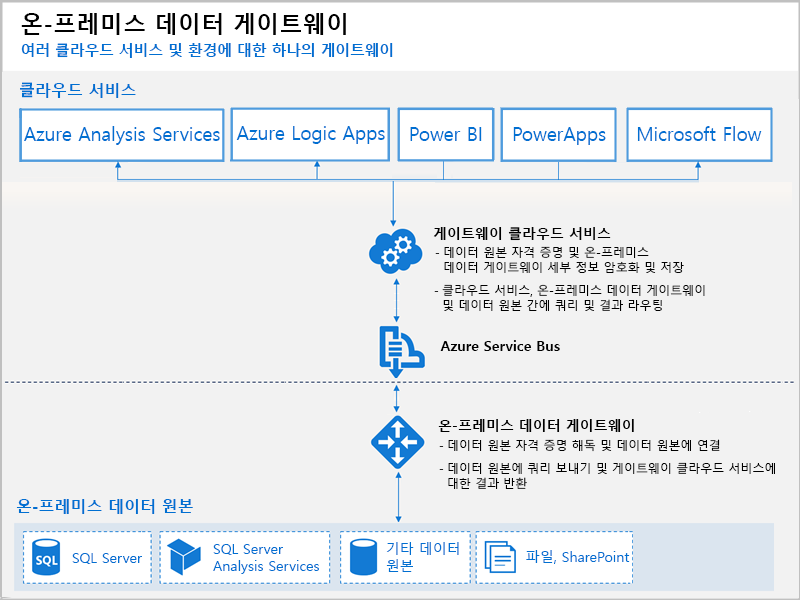 온-프레미스 데이터 게이트웨이
여러 클라우드 서비스 및 환경에 대한 하나의 게이트웨이
클라우드 서비스
Azure Analysis Services
Azure Logic Apps
Power BI
PowerApps
Microsoft Flow
게이트웨이 클라우드 서비스
- 데이터 원본 자격 증명 및 온-프레미스
데이터 게이트웨이 세부 정보 암호화 및 저장
- 클라우드 서비스, 온-프레미스 데이터 게이트웨이
및 데이터 원본 간에 쿼리 및 결과 라우팅
Azure Service Bus
온-프레미스 데이터 게이트웨이
- 데이터 원본 자격 증명 해독 및 데이터 원본에 연결
- 데이터 원본에 쿼리 보내기 및 게이트웨이 클라우드 서비스에
대한 결과 반환
온-프레미스 데이터 원본
SQL
SQL Server
SQL Server
Analysis Services
기타 데이터
원본
파일, SharePoint